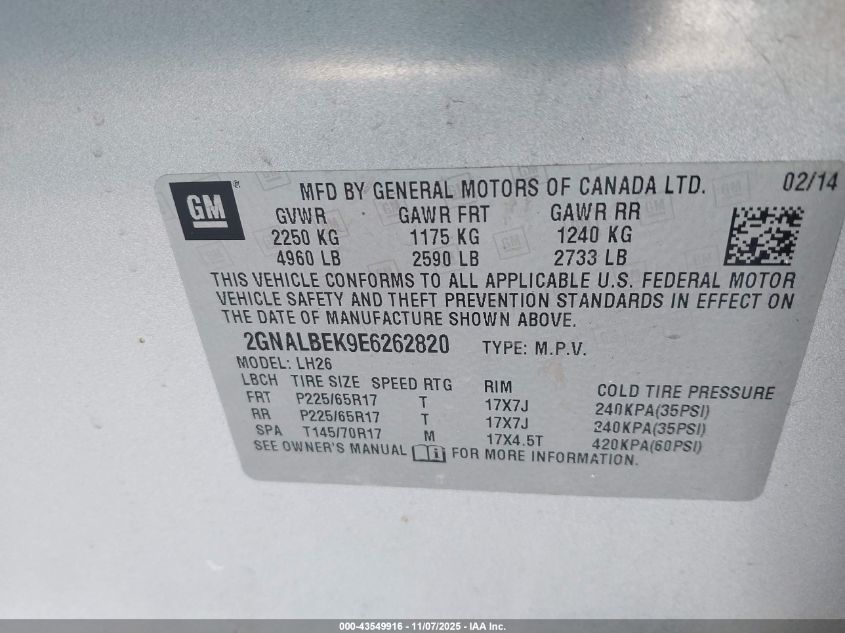 GM®
MFD BY GENERAL MOTORS OF CANADA LTD. 02/14
GVWR GAWR FRT GAWR RR
2250 KG 1175 KG 1240 KG
4960 LB 2590 LB 2733 LB
THIS VEHICLE CONFORMS TO ALL APPLICABLE U.S. FEDERAL MOTOR
VEHICLE SAFETY AND THEFT PREVENTION STANDARDS IN EFFECT ON
THE DATE OF MANUFACTURE SHOWN ABOVE.
2GNALBEK9E6262820 TYPE: M.P.V.
MODEL: LH26
LBCH TIRE SIZE SPEED RTG RIM COLD TIRE PRESSURE
FRT P225/65R17 T 17X7J 240KPA(35PSI)
RR P225/65R17 T 17X7J 240KPA(35PSI)
SPA T145/70R17 M 17X4.5T 420KPA(60PSI)
SEE OWNER'S MANUAL FOR MORE INFORMATION.
000-43549916 - 11/07/2025 - IAA Inc.